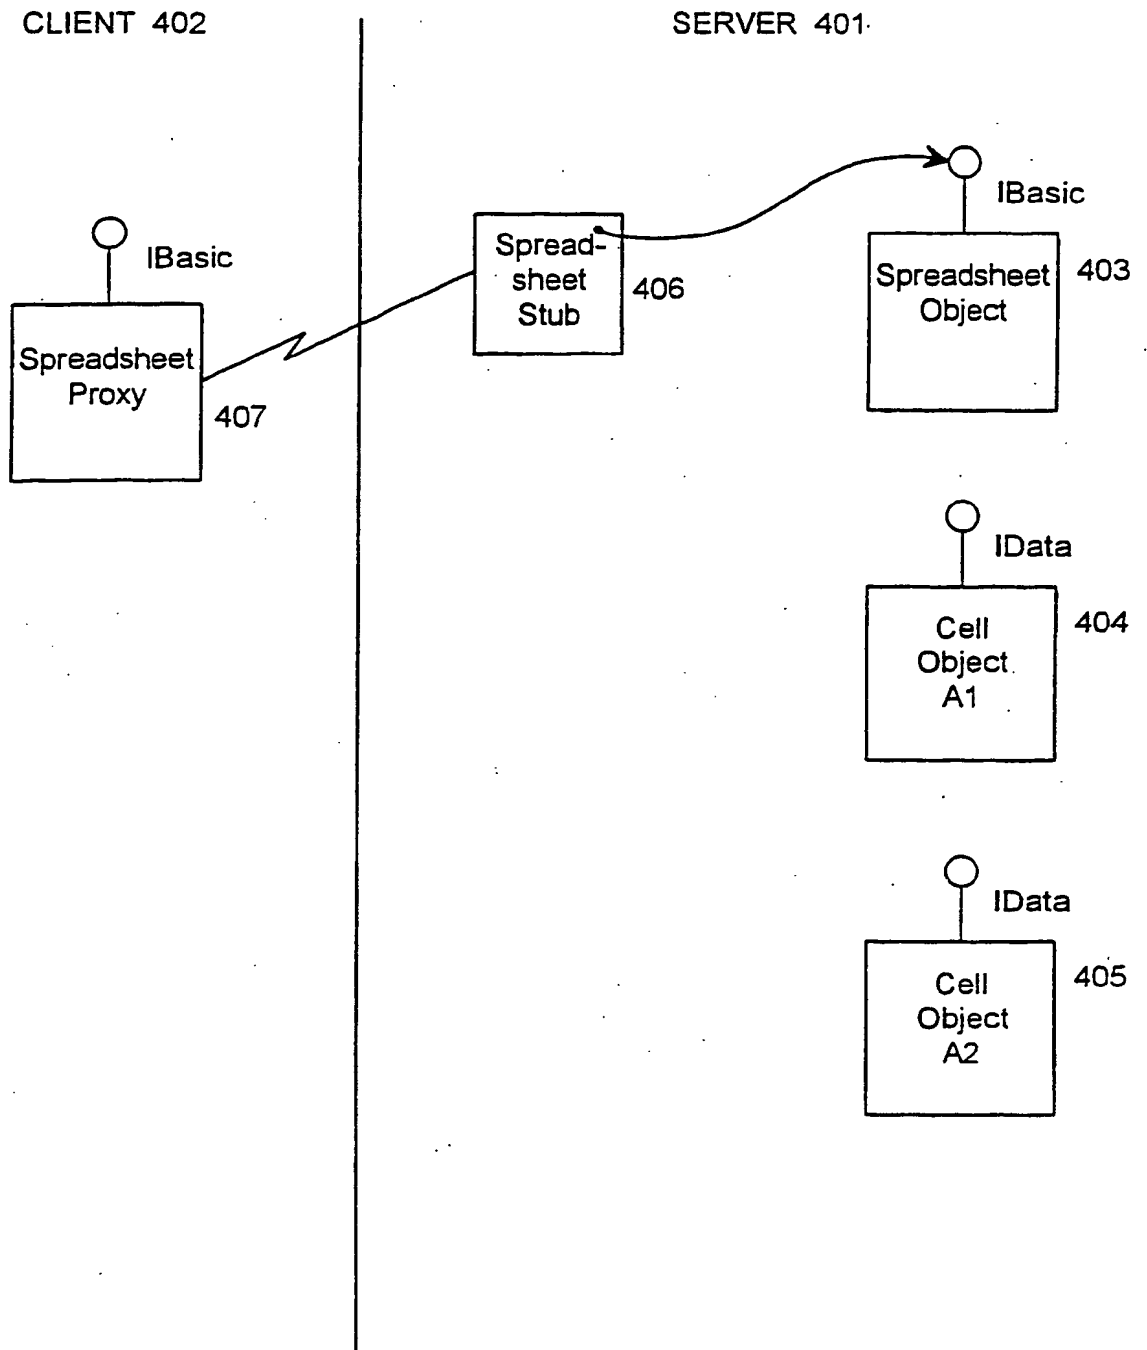 CLIENT 402
SERVER 401
IBasic
Spreadsheet
Proxy
407
Spread-
sheet
Stub
406
IBasic
Spreadsheet
Object
403
IData
Cell
Object
A1
404
IData
Cell
Object
A2
405